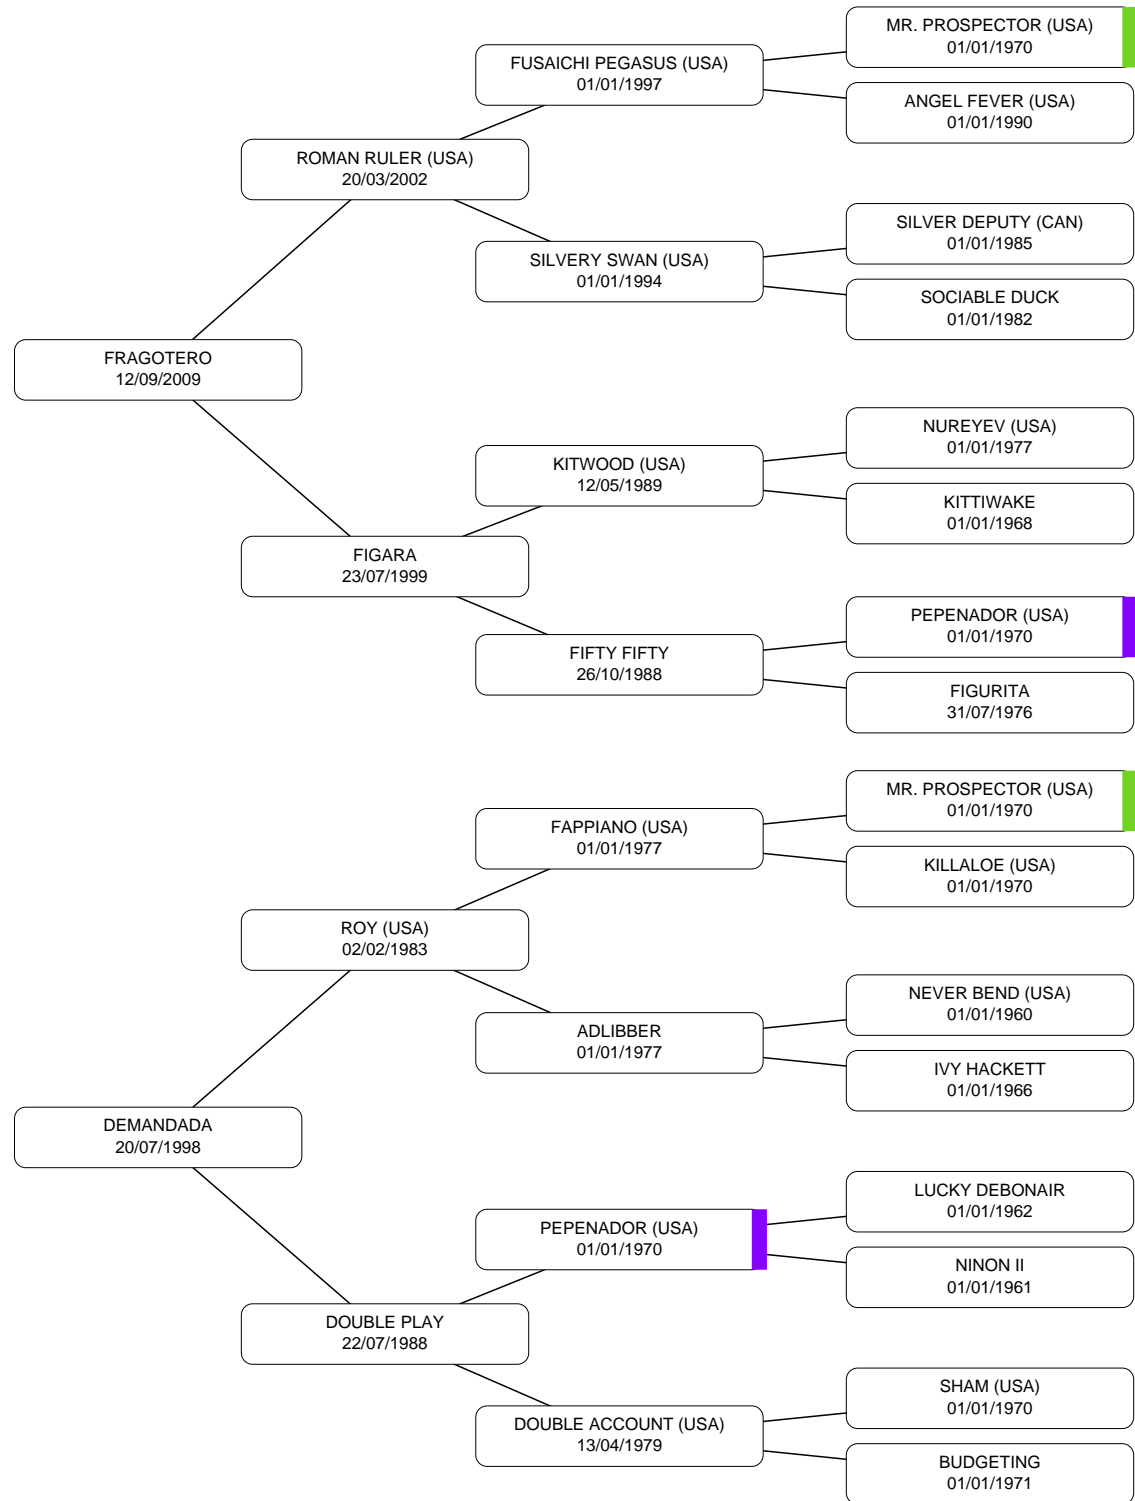 MR. PROSPECTOR (USA)
01/01/1970
FUSAICHI PEGASUS (USA)
01/01/1997
ANGEL FEVER (USA)
01/01/1990
ROMAN RULER (USA)
20/03/2002
SILVER DEPUTY (CAN)
01/01/1985
SILVERY SWAN (USA)
01/01/1994
SOCIABLE DUCK
01/01/1982
FRAGOTERO
12/09/2009
NUREYEV (USA)
01/01/1977
KITWOOD (USA)
12/05/1989
KITTIWAKE
01/01/1968
FIGARA
23/07/1999
PEPENADOR (USA)
01/01/1970
FIFTY FIFTY
26/10/1988
FIGURITA
31/07/1976
MR. PROSPECTOR (USA)
01/01/1970
FAPPIANO (USA)
01/01/1977
KILLALOE (USA)
01/01/1970
ROY (USA)
02/02/1983
NEVER BEND (USA)
01/01/1960
ADLIBBER
01/01/1977
IVY HACKETT
01/01/1966
DEMANDADA
20/07/1998
LUCKY DEBONAIR
01/01/1962
PEPENADOR (USA)
01/01/1970
NINON II
01/01/1961
DOUBLE PLAY
22/07/1988
SHAM (USA)
01/01/1970
DOUBLE ACCOUNT (USA)
13/04/1979
BUDGETING
01/01/1971